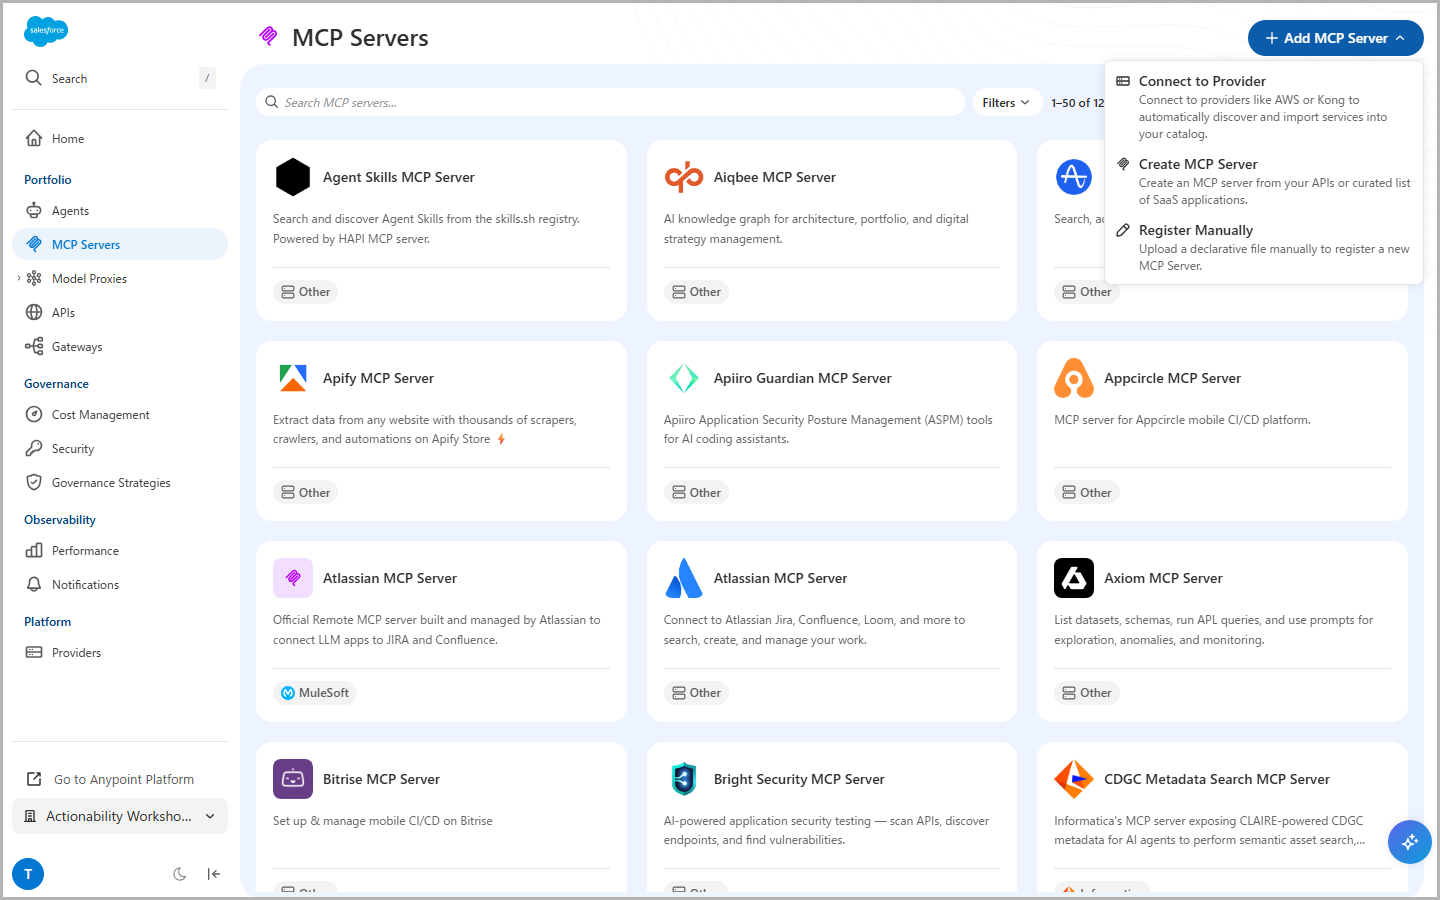 salesforce
Search /
Home
Portfolio
Agents
MCP Servers
Model Proxies
APIs
Gateways
Governance
Cost Management
Security
Governance Strategies
Observability
Performance
Notifications
Platform
Providers
Go to Anypoint Platform
Actionability Worksho...
T
MCP Servers
Add MCP Server
Search MCP servers...
Filters
1–50 of 12
Connect to Provider
Connect to providers like AWS or Kong to
automatically discover and import services into
your catalog.
Create MCP Server
Create an MCP server from your APIs or curated list
of SaaS applications.
Register Manually
Upload a declarative file manually to register a new
MCP Server.
Agent Skills MCP Server
Search and discover Agent Skills from the skills.sh registry.
Powered by HAPI MCP server.
Other
Aiqbee MCP Server
AI knowledge graph for architecture, portfolio, and digital
strategy management.
Other
Search,
Other
Apify MCP Server
Extract data from any website with thousands of scrapers,
crawlers, and automations on Apify Store
Other
Apiiro Guardian MCP Server
Apiiro Application Security Posture Management (ASPM) tools
for AI coding assistants.
Other
Appcircle MCP Server
MCP server for Appcircle mobile CI/CD platform.
Other
Atlassian MCP Server
Official Remote MCP server built and managed by Atlassian to
connect LLM apps to JIRA and Confluence.
MuleSoft
Atlassian MCP Server
Connect to Atlassian Jira, Confluence, Loom, and more to
search, create, and manage your work.
Other
Axiom MCP Server
List datasets, schemas, run APL queries, and use prompts for
exploration, anomalies, and monitoring.
Other
Bitrise MCP Server
Set up & manage mobile CI/CD on Bitrise
Bright Security MCP Server
AI-powered application security testing — scan APIs, discover
endpoints, and find vulnerabilities.
CDGC Metadata Search MCP Server
Informatica's MCP server exposing CLAIRE-powered CDGC
metadata for AI agents to perform semantic asset search,...